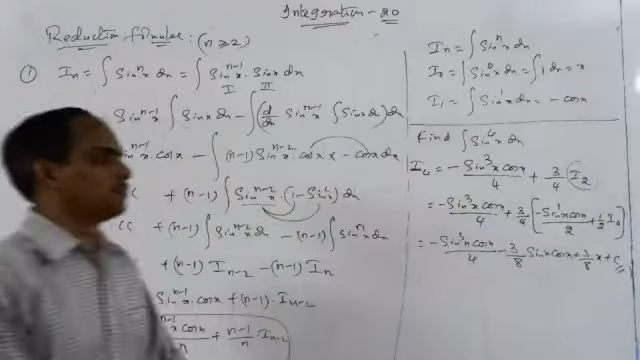 Integration - 20
Reduction formulae: (n ≥ 2)
① Iₙ = ∫ Sinⁿx dx = ∫ Sinⁿ⁻¹x · Sinx dx
I II
Sinⁿ⁻¹x ∫ Sinx dx - ∫ (d/dx Sinⁿ⁻¹x ∫ Sinx dx) dx
Sinⁿ⁻¹x · cosx - ∫ (n-1) Sinⁿ⁻²x · cosx × - cosx dx
+ (n-1) ∫ Sinⁿ⁻²x · (1 - Sin²x) dx
+ (n-1) ∫ Sinⁿ⁻²x dx - (n-1) ∫ Sinⁿx dx
+ (n-1) Iₙ₋₂ - (n-1) Iₙ
Sinⁿ⁻¹x · cosx + (n-1) · Iₙ₋₂
ⁿ⁻¹x cosx/n + n-1/n · Iₙ₋₂
Iₙ = ∫ Sinⁿx dx
I₀ = ∫ Sin⁰x dx = ∫ 1 dx = x
I₁ = ∫ Sin¹x dx = - cosx
Find ∫ Sin⁴x dx
I₄ = - Sin³x cosx/4 + 3/4 I₂
= - Sin³x cosx/4 + 3/4 [- Sin¹x cosx/2 + 1/2 I₀]
= - Sin³x cosx/4 - 3/8 Sinx cosx + 3/8 x + c